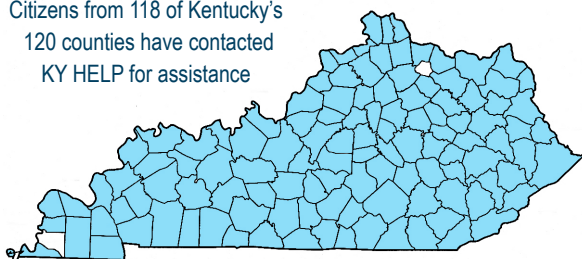 Citizens from 118 of Kentucky's
120 counties have contacted
KY HELP for assistance